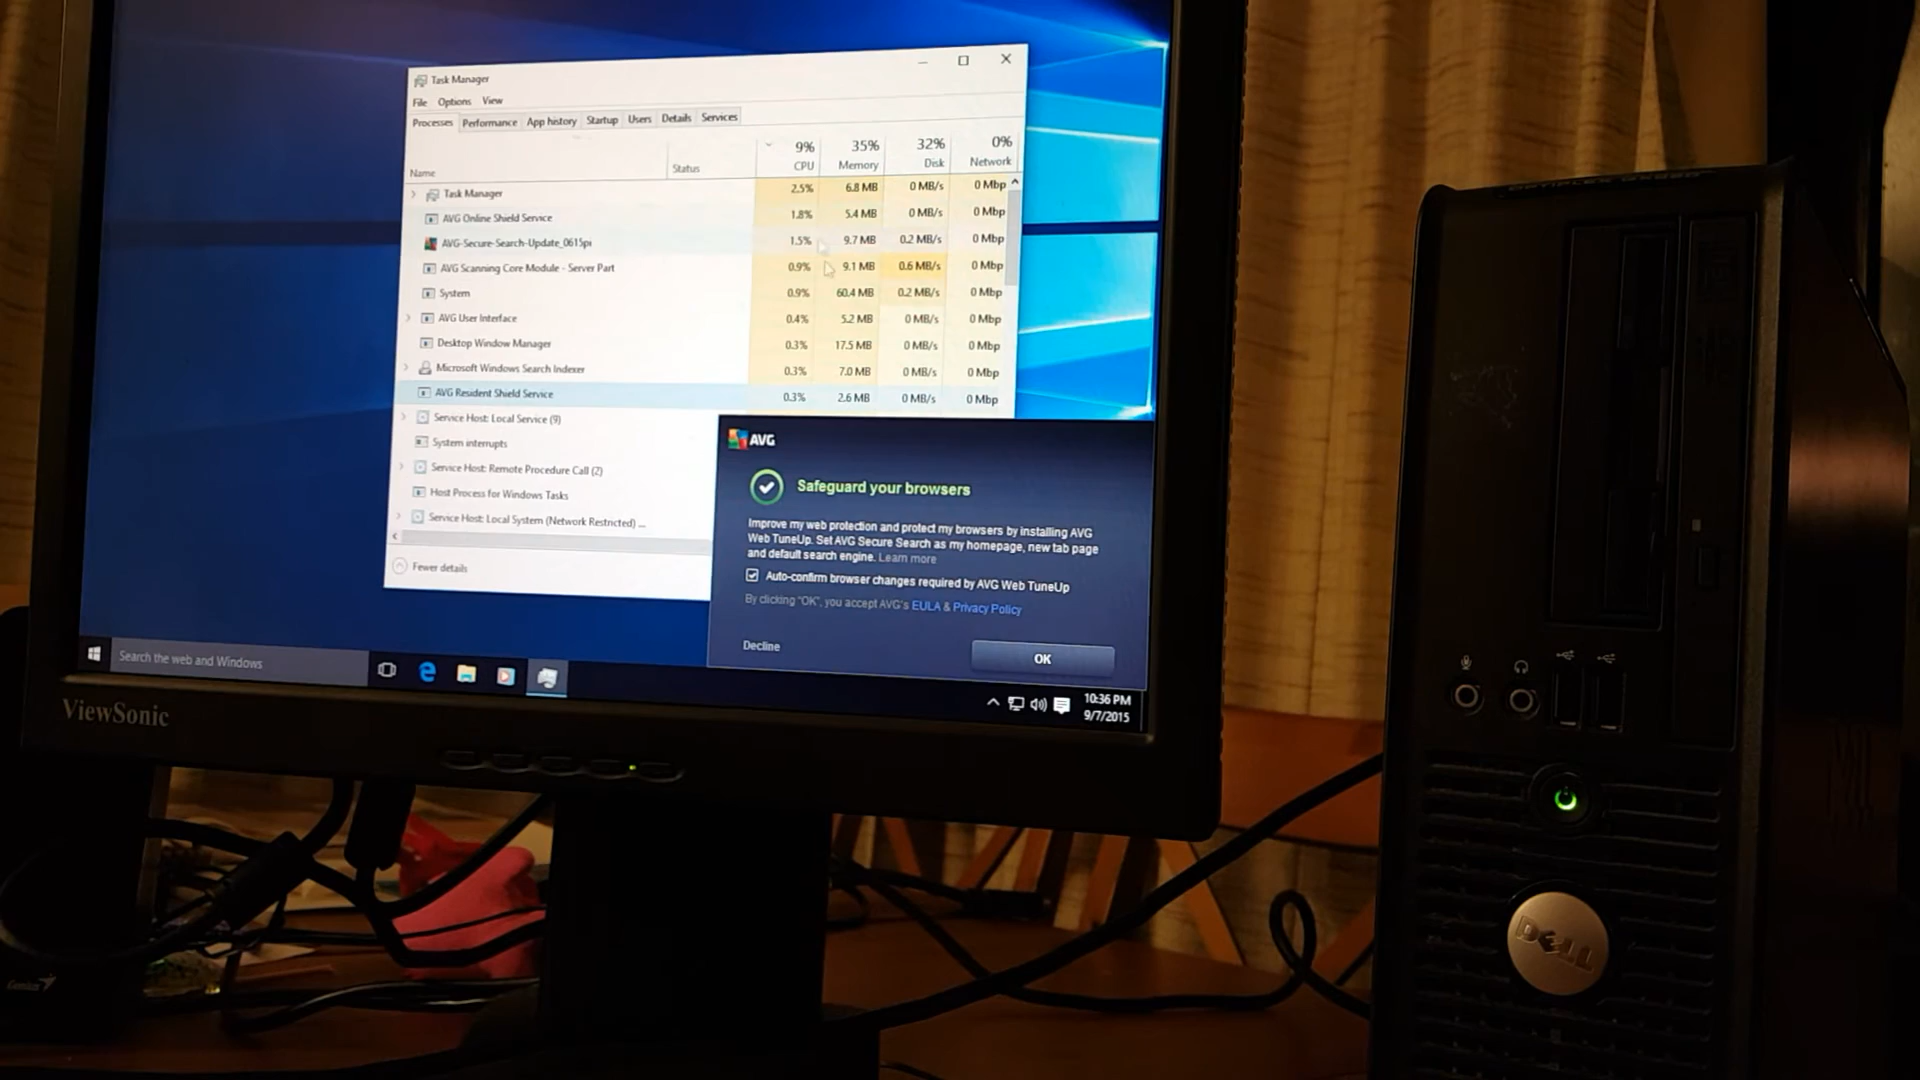 Task Manager
File Options View
Processes Performance App history Startup Users Details Services
9% 35% 32% 0%
Name Status CPU Memory Disk Network
Task Manager 2.5% 6.8 MB 0 MB/s 0 Mbp
AVG Online Shield Service 1.8% 5.4 MB 0 MB/s 0 Mbp
AVG-Secure-Search-Update_0615pi 1.5% 9.7 MB 0.2 MB/s 0 Mbp
AVG Scanning Core Module - Server Part 0.9% 9.1 MB 0.6 MB/s 0 Mbp
System 0.9% 60.4 MB 0.2 MB/s 0 Mbp
AVG User Interface 0.4% 5.2 MB 0 MB/s 0 Mbp
Desktop Window Manager 0.3% 17.5 MB 0 MB/s 0 Mbp
Microsoft Windows Search Indexer 0.3% 7.0 MB 0 MB/s 0 Mbp
AVG Resident Shield Service 0.3% 2.6 MB 0 MB/s 0 Mbp
Service Host: Local Service (9)
System interrupts
Service Host: Remote Procedure Call (2)
Host Process for Windows Tasks
Service Host: Local System (Network Restricted) ...
Fewer details
AVG
Safeguard your browsers
Improve my web protection and protect my browsers by installing AVG
Web TuneUp. Set AVG Secure Search as my homepage, new tab page
and default search engine. Learn more
Auto-confirm browser changes required by AVG Web TuneUp
By clicking "OK", you accept AVG's EULA & Privacy Policy
Decline OK
Search the web and Windows
10:36 PM
9/7/2015
ViewSonic
Genius
DELL